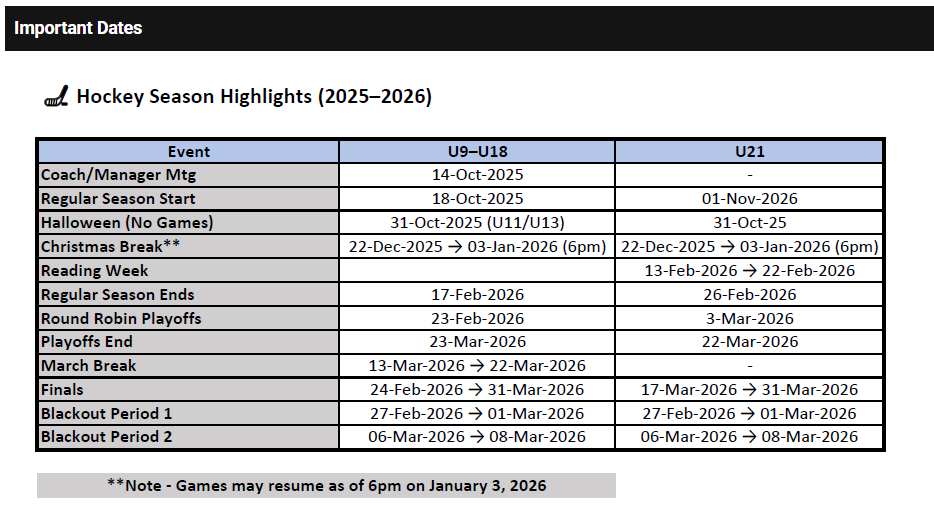 Important Dates
Hockey Season Highlights (2025–2026)
Event U9–U18 U21
Coach/Manager Mtg 14-Oct-2025 -
Regular Season Start 18-Oct-2025 01-Nov-2026
Halloween (No Games) 31-Oct-2025 (U11/U13) 31-Oct-25
Christmas Break** 22-Dec-2025 → 03-Jan-2026 (6pm) 22-Dec-2025 → 03-Jan-2026 (6pm)
Reading Week 13-Feb-2026 → 22-Feb-2026
Regular Season Ends 17-Feb-2026 26-Feb-2026
Round Robin Playoffs 23-Feb-2026 3-Mar-2026
Playoffs End 23-Mar-2026 22-Mar-2026
March Break 13-Mar-2026 → 22-Mar-2026 -
Finals 24-Feb-2026 → 31-Mar-2026 17-Mar-2026 → 31-Mar-2026
Blackout Period 1 27-Feb-2026 → 01-Mar-2026 27-Feb-2026 → 01-Mar-2026
Blackout Period 2 06-Mar-2026 → 08-Mar-2026 06-Mar-2026 → 08-Mar-2026
**Note - Games may resume as of 6pm on January 3, 2026